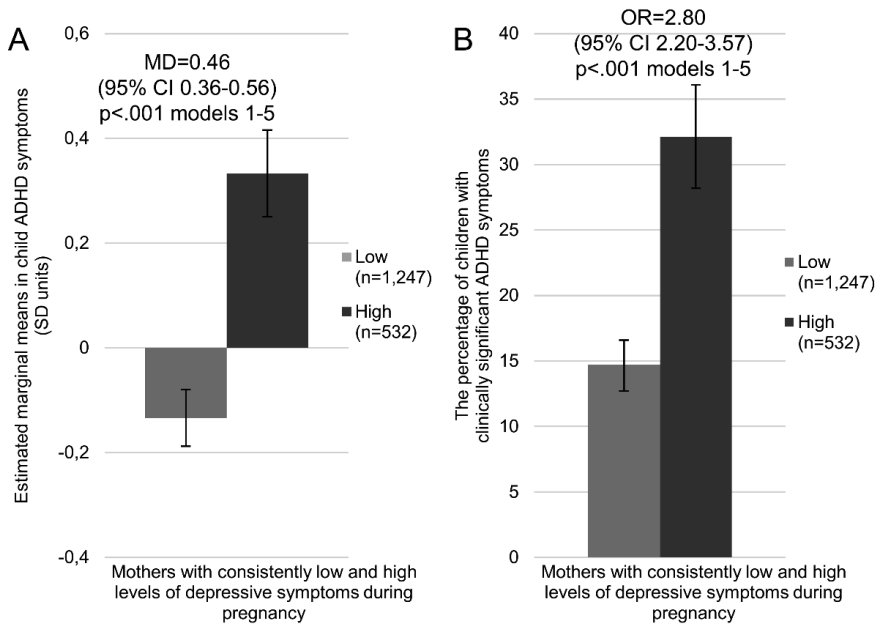 A
MD=0.46
(95% CI 0.36-0.56)
p<.001 models 1-5
Estimated marginal means in child ADHD symptoms
(SD units)
0,6
0,4
0,2
0
-0,2
-0,4
Low
(n=1,247)
High
(n=532)
Mothers with consistently low and high
levels of depressive symptoms during
pregnancy
B
OR=2.80
(95% CI 2.20-3.57)
p<.001 models 1-5
The percentage of children with
clinically significant ADHD symptoms
40
35
30
25
20
15
10
5
0
Low
(n=1,247)
High
(n=532)
Mothers with consistently low and high
levels of depressive symptoms during
pregnancy